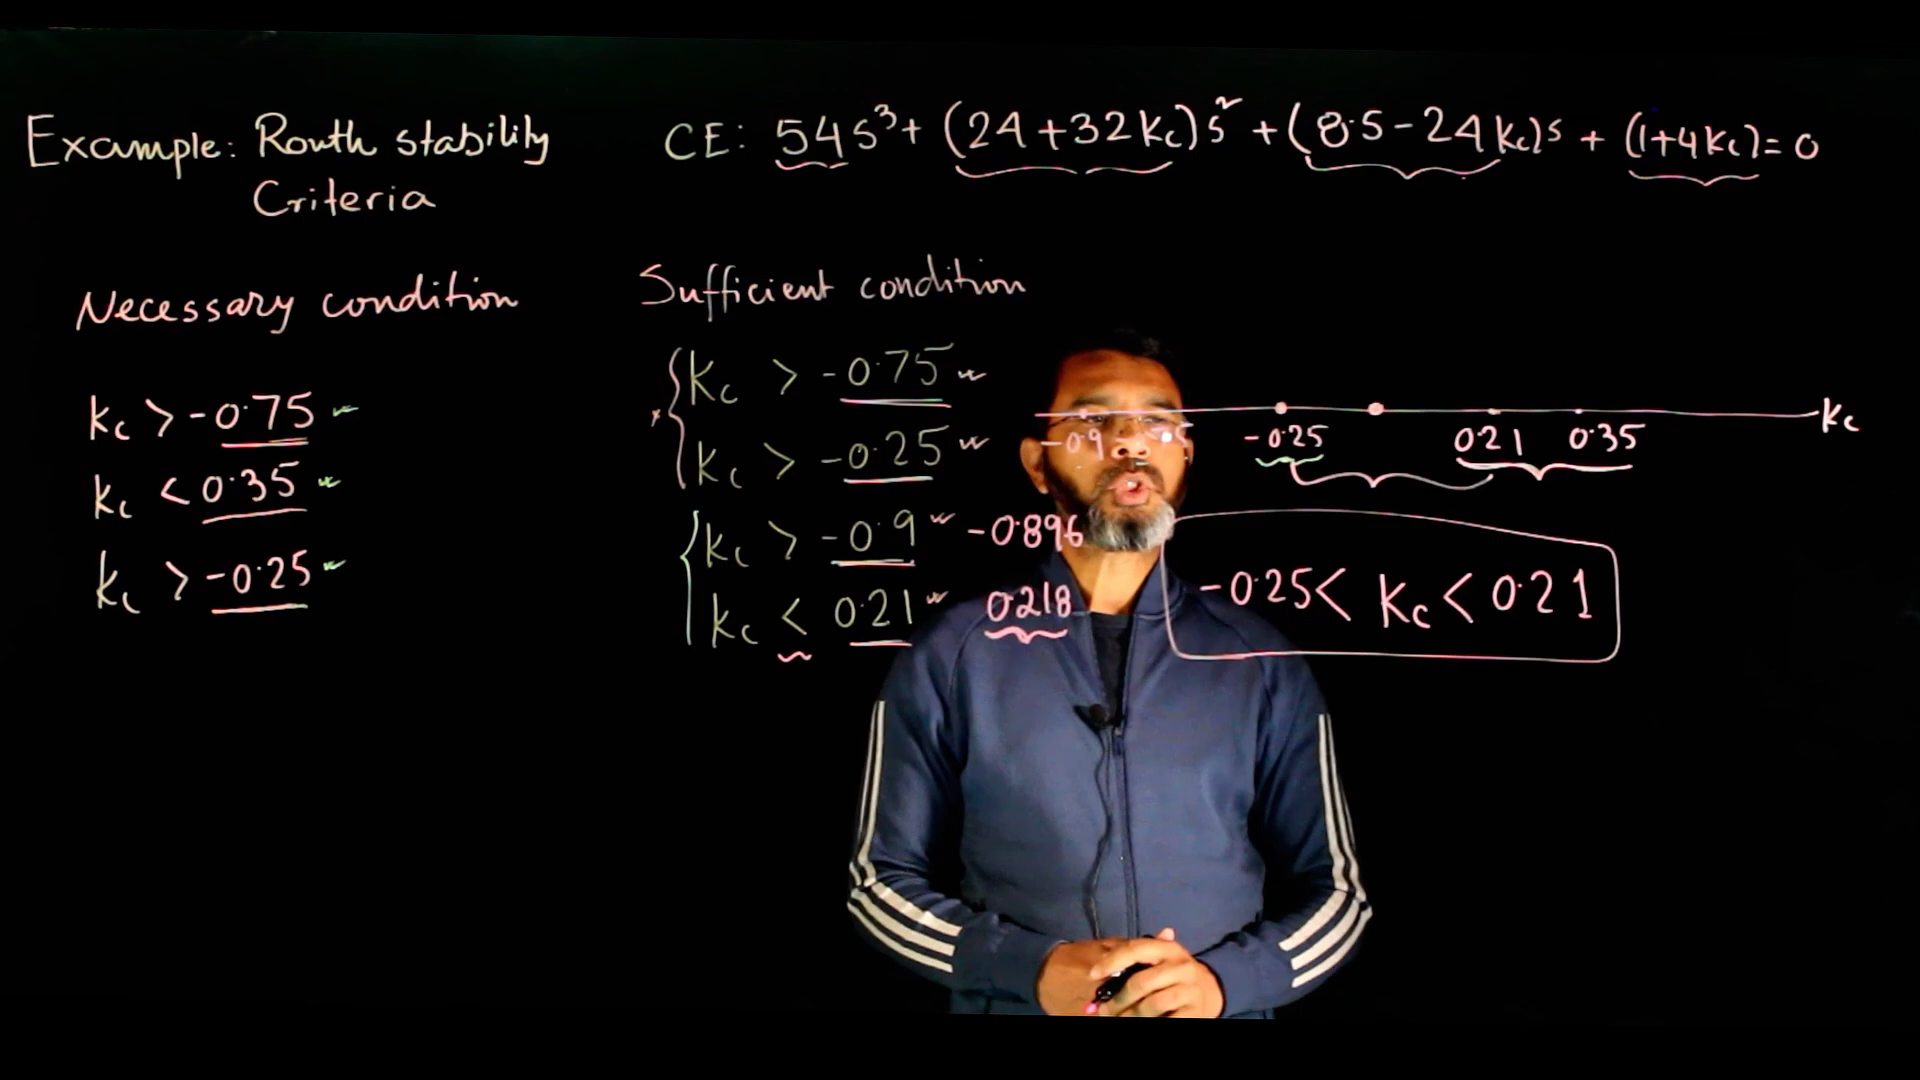 Example: Routh stability
Criteria
CE: 54s³ + (24+32Kc)s² + (8.5-24Kc)s + (1+4Kc) = 0
Necessary condition
Kc > -0.75
Kc < 0.35
Kc > -0.25
Sufficient condition
Kc > -0.75
Kc > -0.25
Kc > -0.9 -0.896
Kc < 0.21 0.218
Kc
-0.9 -0.25 0.21 0.35
-0.25 < Kc < 0.21